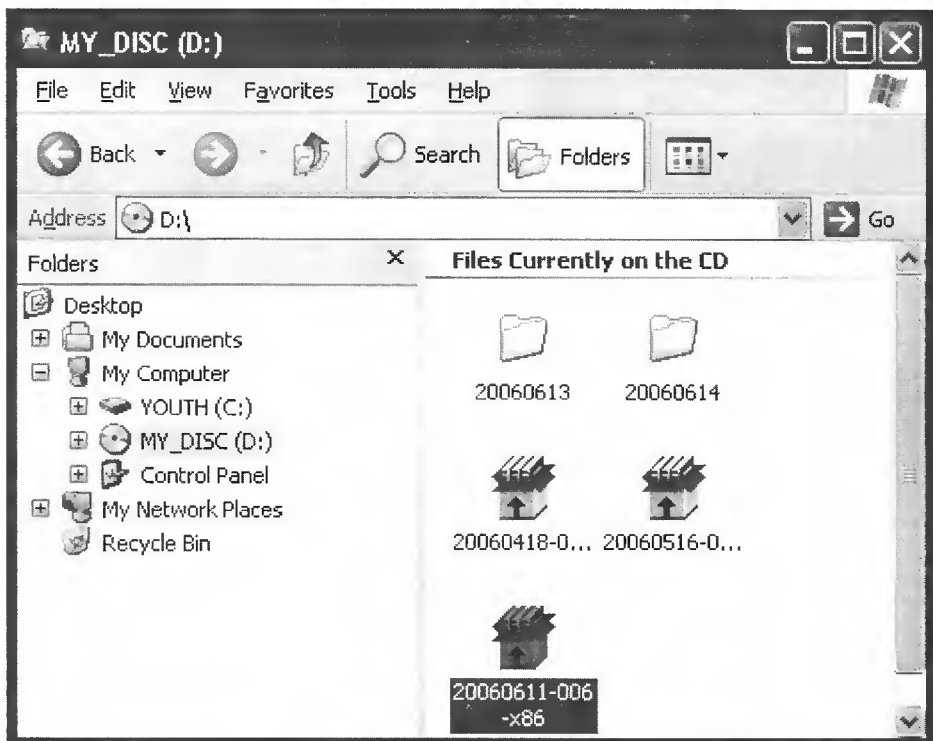 MY_DISC (D:)
File Edit View Favorites Tools Help
Back Search Folders
Address D:\ Go
Folders
Desktop
My Documents
My Computer
YOUTH (C:)
MY_DISC (D:)
Control Panel
My Network Places
Recycle Bin
Files Currently on the CD
20060613 20060614
20060418-0... 20060516-0...
20060611-006
-x86